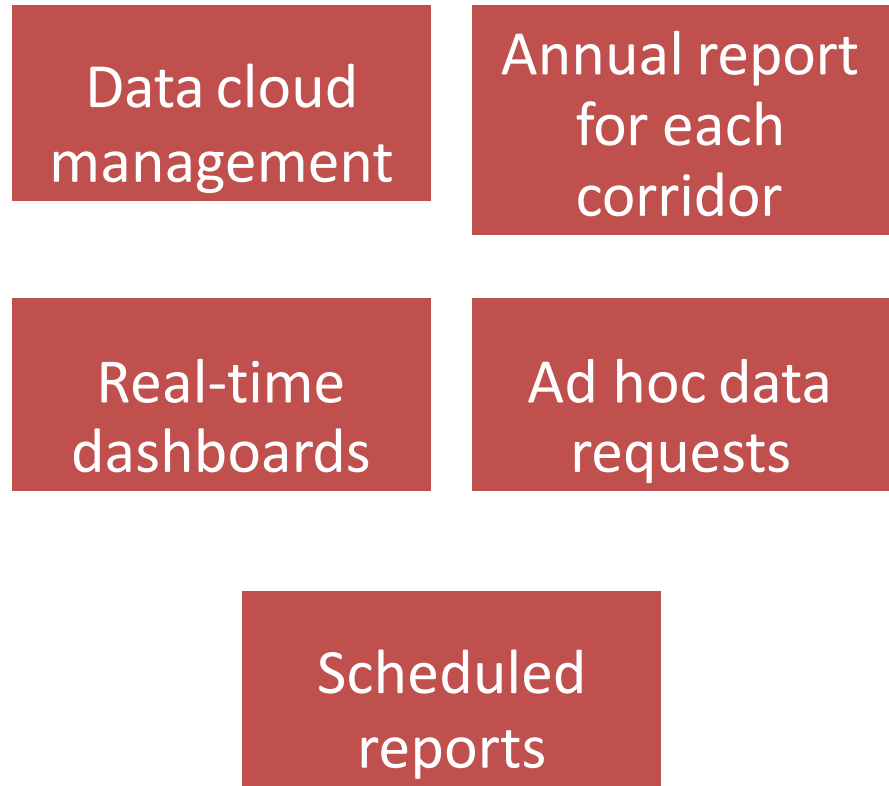 Data cloud
management
Annual report
for each
corridor
Real-time
dashboards
Ad hoc data
requests
Scheduled
reports